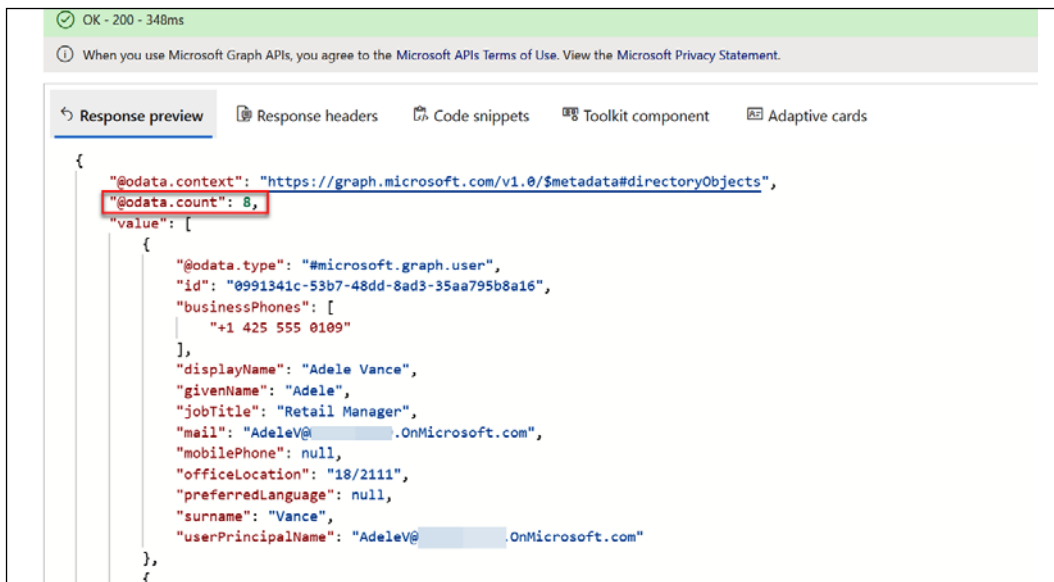 OK - 200 - 348ms
When you use Microsoft Graph APIs, you agree to the Microsoft APIs Terms of Use. View the Microsoft Privacy Statement.
Response preview Response headers Code snippets Toolkit component Adaptive cards
{
"@odata.context": "https://graph.microsoft.com/v1.0/$metadata#directoryObjects",
"@odata.count": 8,
"value": [
{
"@odata.type": "#microsoft.graph.user",
"id": "0991341c-53b7-48dd-8ad3-35aa795b8a16",
"businessPhones": [
"+1 425 555 0109"
],
"displayName": "Adele Vance",
"givenName": "Adele",
"jobTitle": "Retail Manager",
"mail": "AdeleV@ .OnMicrosoft.com",
"mobilePhone": null,
"officeLocation": "18/2111",
"preferredLanguage": null,
"surname": "Vance",
"userPrincipalName": "AdeleV@ .OnMicrosoft.com"
},
{